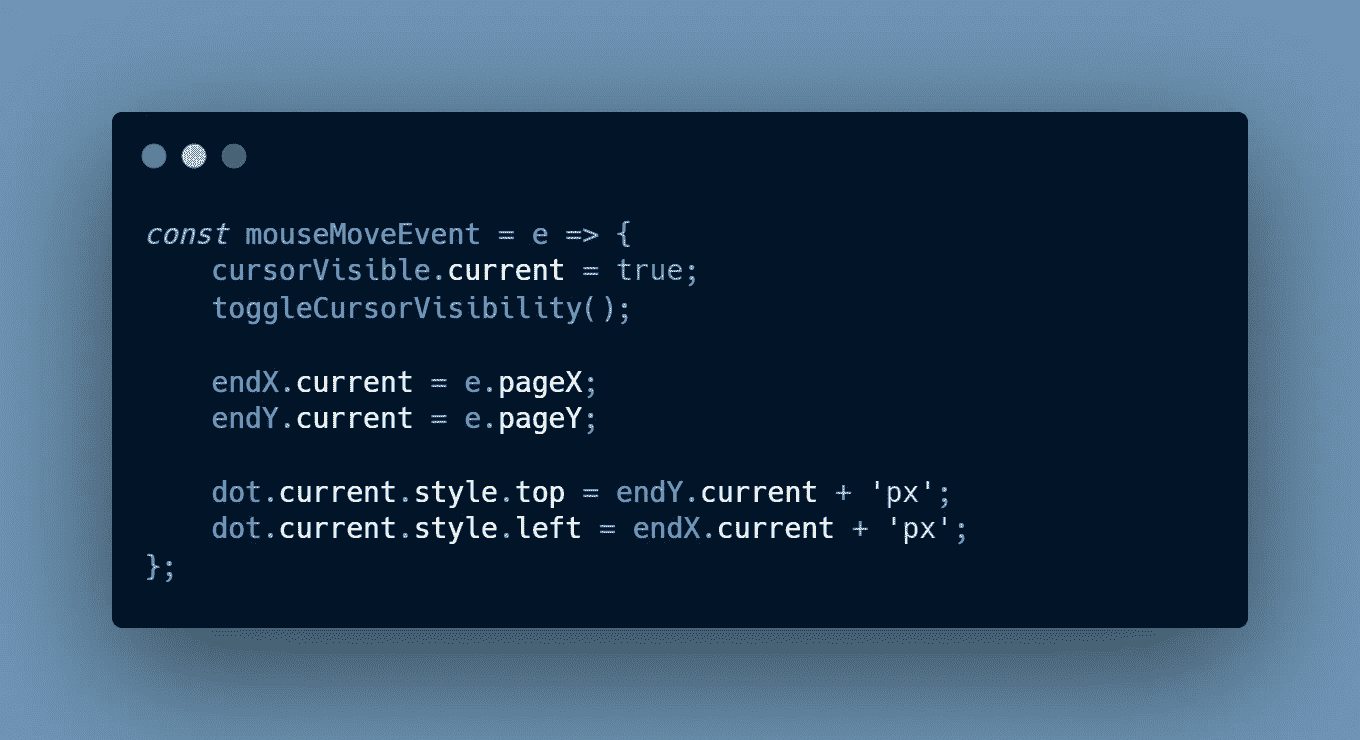 const mouseMoveEvent = e => {
    cursorVisible.current = true;
    toggleCursorVisibility();

    endX.current = e.pageX;
    endY.current = e.pageY;

    dot.current.style.top = endY.current + 'px';
    dot.current.style.left = endX.current + 'px';
};